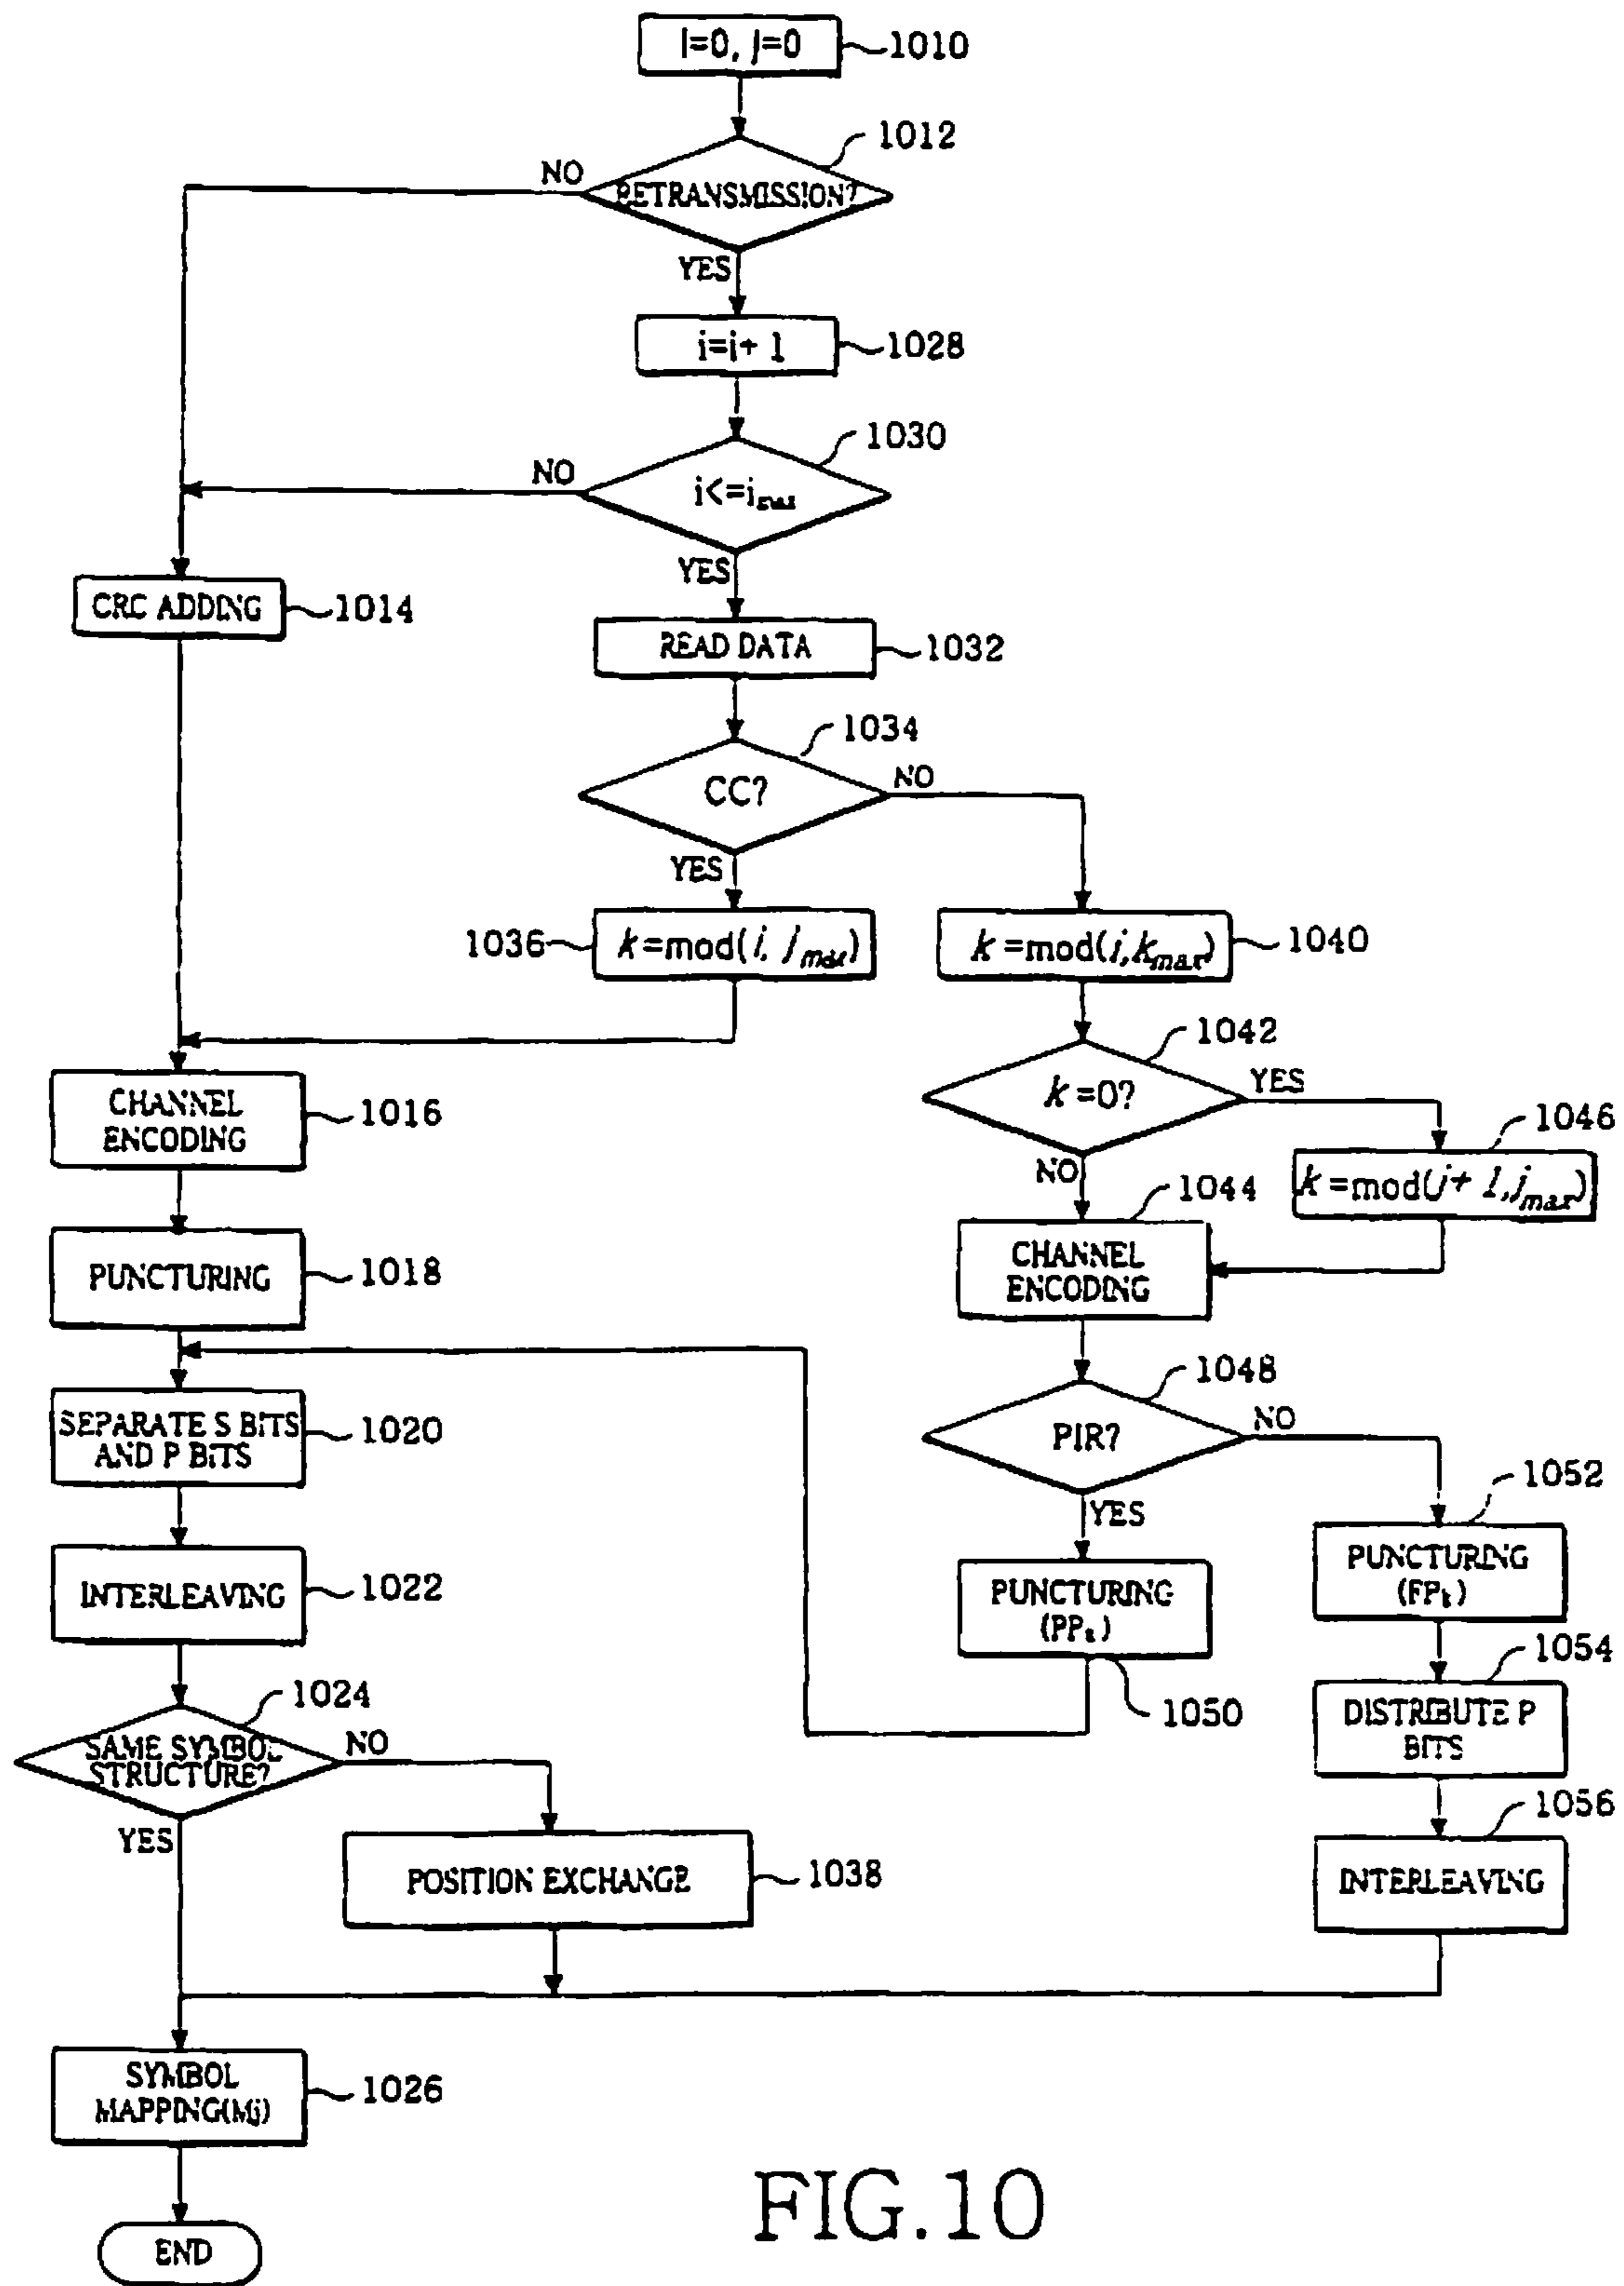 i=0, j=0
1010
1012
NO
RETRANSMISSION?
YES
i=i+ 1
1028
1030
NO
i<=imax
YES
CRC ADDING
1014
READ DATA
1032
1034
CC?
NO
YES
1036
k=mod(i, jmax)
k=mod(i,kmax)
1040
1042
k=0?
YES
NO
1046
k=mod(j+ 1,jmax)
CHANNEL
ENCODING
1016
1044
CHANNEL
ENCODING
PUNCTURING
1018
1048
PIR?
NO
YES
SEPARATE S BITS
AND P BITS
1020
1052
PUNCTURING
(FPk)
INTERLEAVING
1022
PUNCTURING
(PPk)
1050
1054
DISTRIBUTE P
BITS
1024
SAME SYMBOL
STRUCTURE?
NO
YES
1056
INTERLEAVING
POSITION EXCHANGE
1038
SYMBOL
MAPPING(Mj)
1026
END
FIG.10